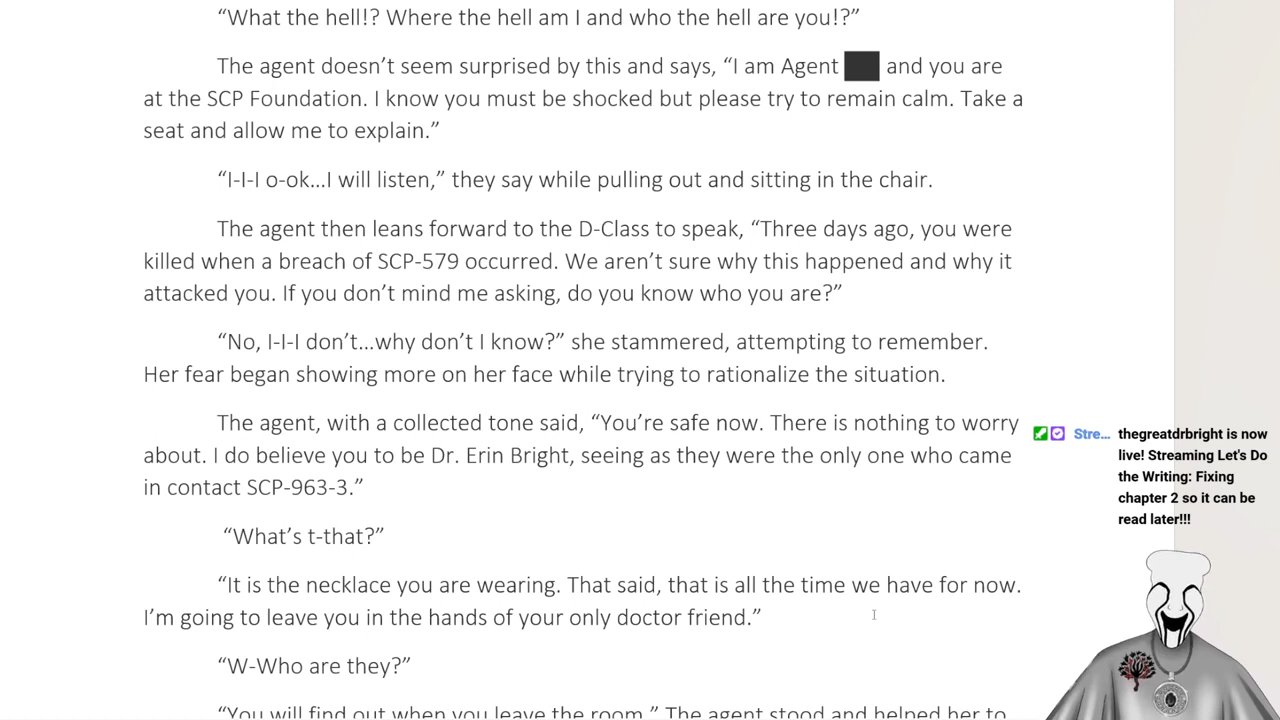 “What the hell!? Where the hell am I and who the hell are you!?”
The agent doesn’t seem surprised by this and says, “I am Agent and you are
at the SCP Foundation. I know you must be shocked but please try to remain calm. Take a
seat and allow me to explain.”
“I-I-I o-ok...I will listen,” they say while pulling out and sitting in the chair.
The agent then leans forward to the D-Class to speak, “Three days ago, you were
killed when a breach of SCP-579 occurred. We aren’t sure why this happened and why it
attacked you. If you don’t mind me asking, do you know who you are?”
“No, I-I-I don’t...why don’t I know?” she stammered, attempting to remember.
Her fear began showing more on her face while trying to rationalize the situation.
The agent, with a collected tone said, “You’re safe now. There is nothing to worry
about. I do believe you to be Dr. Erin Bright, seeing as they were the only one who came
in contact SCP-963-3.”
“What’s t-that?”
“It is the necklace you are wearing. That said, that is all the time we have for now.
I’m going to leave you in the hands of your only doctor friend.”
“W-Who are they?”
“You will find out when you leave the room.” The agent stood and helped her to
Stre... thegreatdrbright is now
live! Streaming Let's Do
the Writing: Fixing
chapter 2 so it can be
read later!!!